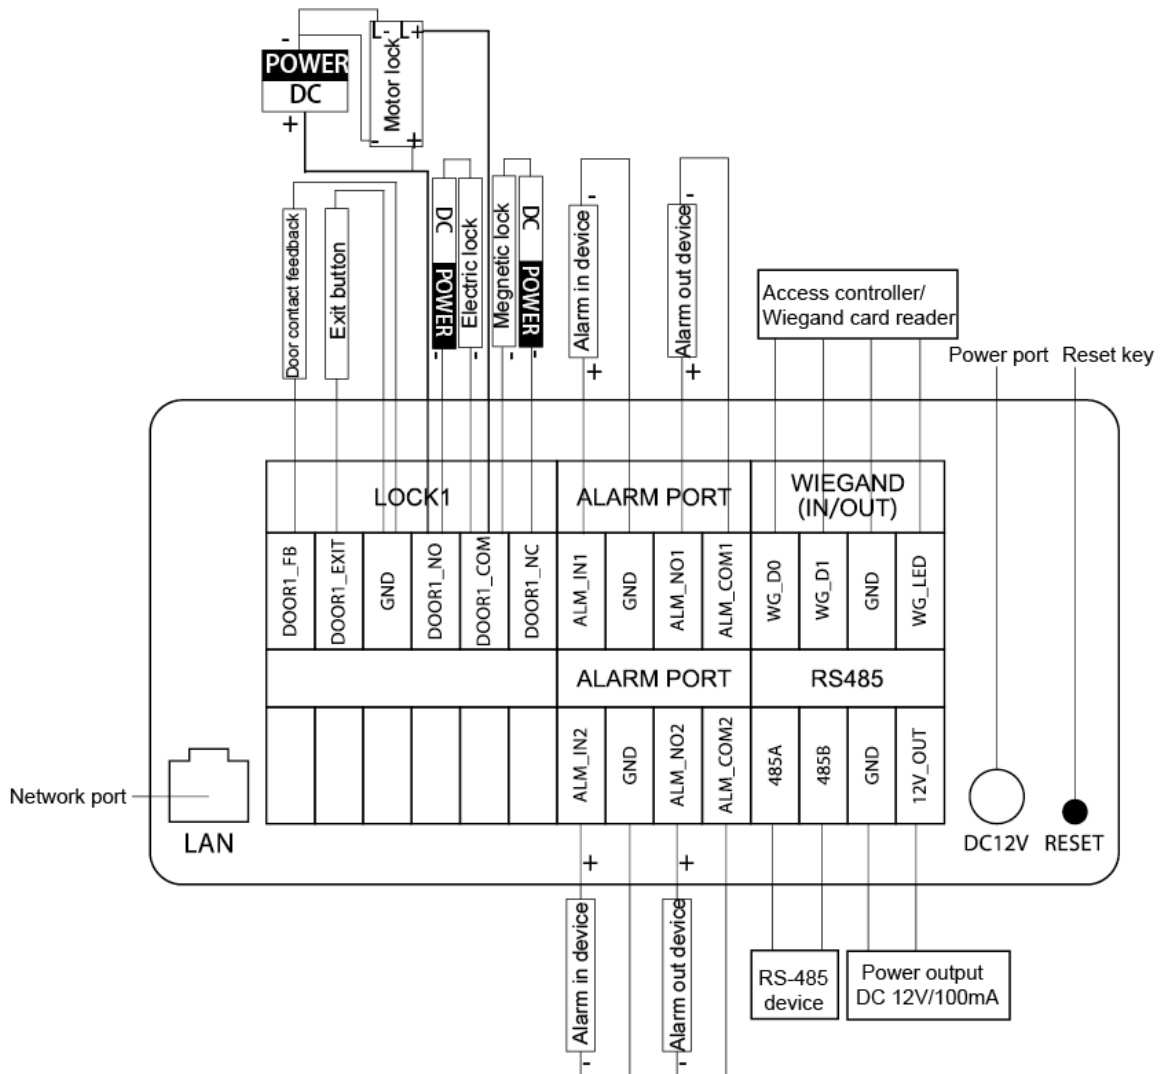 L- L+
-
POWER
DC
+
Motor lock
- +
Door contact feedback
Exit button
DC
POWER
-
Electric lock
-
Megnetic lock
-
DC
POWER
-
-
Alarm in device
+
-
Alarm out device
+
Access controller/
Wiegand card reader
Power port
Reset key
LOCK1
ALARM PORT
WIEGAND
(IN/OUT)
DOOR1_FB
DOOR1_EXIT
GND
DOOR1_NO
DOOR1_COM
DOOR1_NC
ALM_IN1
GND
ALM_NO1
ALM_COM1
WG_D0
WG_D1
GND
WG_LED
ALARM PORT
RS485
ALM_IN2
GND
ALM_NO2
ALM_COM2
485A
485B
GND
12V_OUT
Network port
LAN
DC12V
RESET
+
Alarm in device
-
+
Alarm out device
-
RS-485
device
Power output
DC 12V/100mA